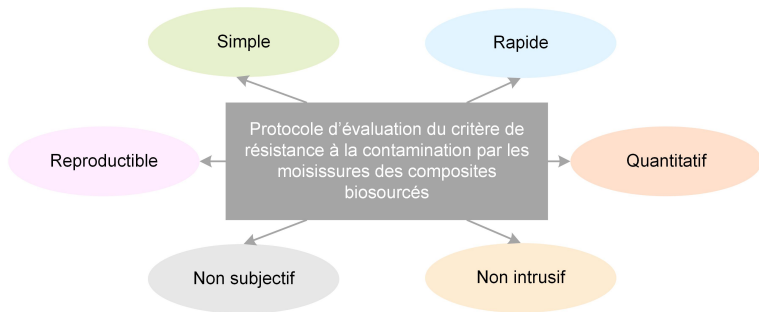 Simple
Rapide
Protocole d'évaluation du critère de
résistance à la contamination par les
moisissures des composites
biosourcés
Reproductible
Quantitatif
Non subjectif
Non intrusif